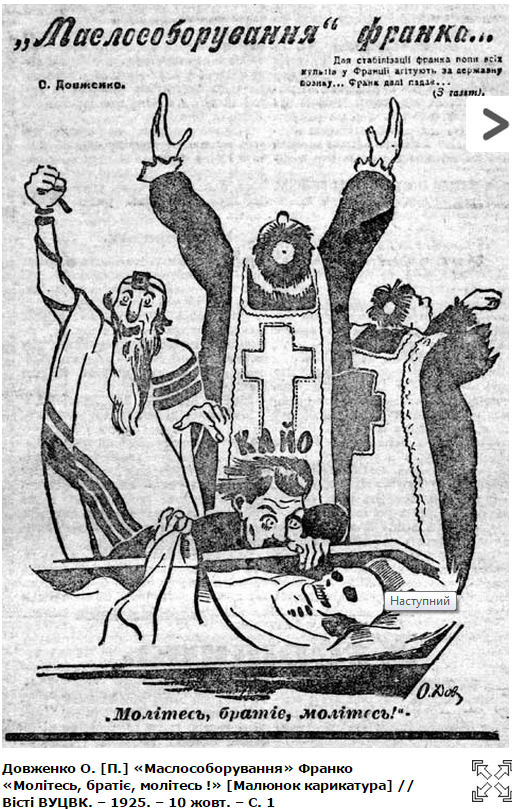 „Маслособорування“ франка...
Для стабілізації франка попи всіх
культів у Франції агітують за державну
позику... Франк далі падає...
(З газет).
О. Довженко.
КАЙО
Наступний
О. Дов,
„Молітесь, братіє, молітесь!“
Довженко О. [П.] «Маслособорування» Франко
«Молітесь, братіє, молітесь !» [Малюнок карикатура] //
Вісті ВУЦВК. – 1925. – 10 жовт. – С. 1